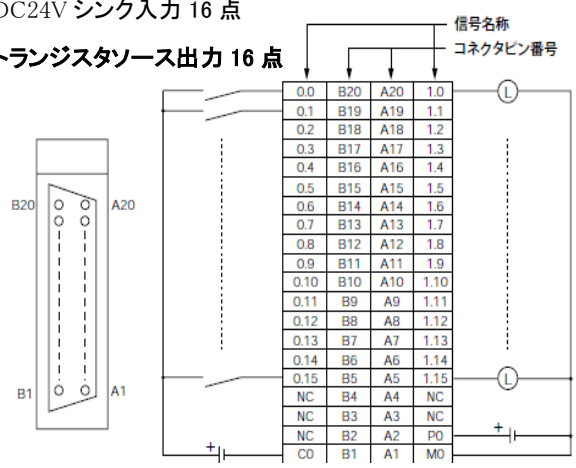 DC24V シンク入力 16 点
トランジスタソース出力 16 点
信号名称
コネクタピン番号
0.0 B20 A20 1.0 L
0.1 B19 A19 1.1
0.2 B18 A18 1.2
0.3 B17 A17 1.3
0.4 B16 A16 1.4
0.5 B15 A15 1.5
B20 A20 0.6 B14 A14 1.6
0.7 B13 A13 1.7
0.8 B12 A12 1.8
0.9 B11 A11 1.9
0.10 B10 A10 1.10
0.11 B9 A9 1.11
0.12 B8 A8 1.12
0.13 B7 A7 1.13
0.14 B6 A6 1.14
B1 A1 0.15 B5 A5 1.15 L
NC B4 A4 NC
NC B3 A3 NC
NC B2 A2 P0 +
+ C0 B1 A1 M0